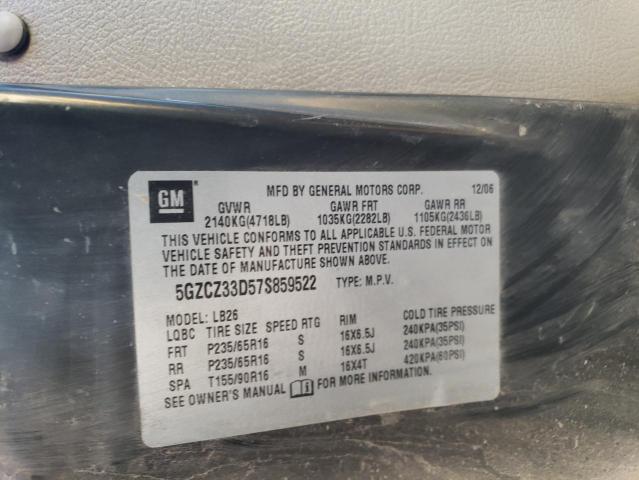 GM ® MFD BY GENERAL MOTORS CORP. 12/06
GVWR GAWR FRT GAWR RR
2140KG(4718LB) 1035KG(2282LB) 1105KG(2436LB)
THIS VEHICLE CONFORMS TO ALL APPLICABLE U.S. FEDERAL MOTOR
VEHICLE SAFETY AND THEFT PREVENTION STANDARDS IN EFFECT ON
THE DATE OF MANUFACTURE SHOWN ABOVE.
5GZCZ33D57S859522 TYPE: M.P.V.
MODEL: LB26
LQBC TIRE SIZE SPEED RTG RIM COLD TIRE PRESSURE
FRT P235/65R16 S 16X6.5J 240KPA(35PSI)
RR P235/65R16 S 16X6.5J 240KPA(35PSI)
SPA T155/90R16 M 16X4T 420KPA(60PSI)
SEE OWNER'S MANUAL FOR MORE INFORMATION.